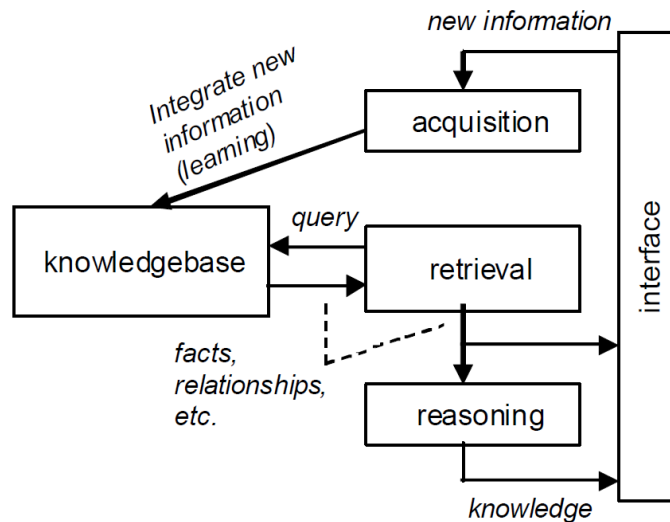 new information
Integrate new
information
(learning)
acquisition
query
knowledgebase
retrieval
interface
facts,
relationships,
etc.
reasoning
knowledge